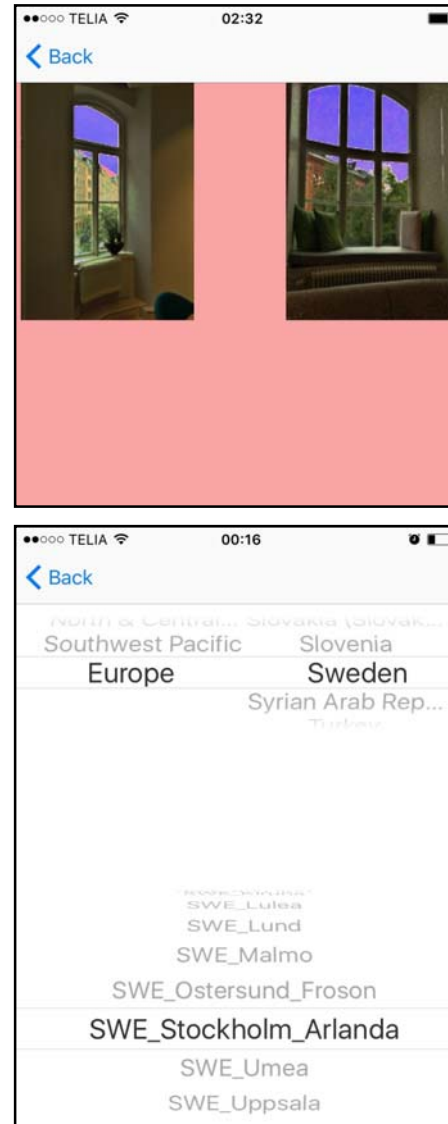 TELIA 02:32
Back
TELIA 00:16
Back
Southwest Pacific Slovenia
Europe Sweden
Syrian Arab Rep...
Turkey
SWE_Lulea
SWE_Lund
SWE_Malmo
SWE_Ostersund_Froson
SWE_Stockholm_Arlanda
SWE_Umea
SWE_Uppsala